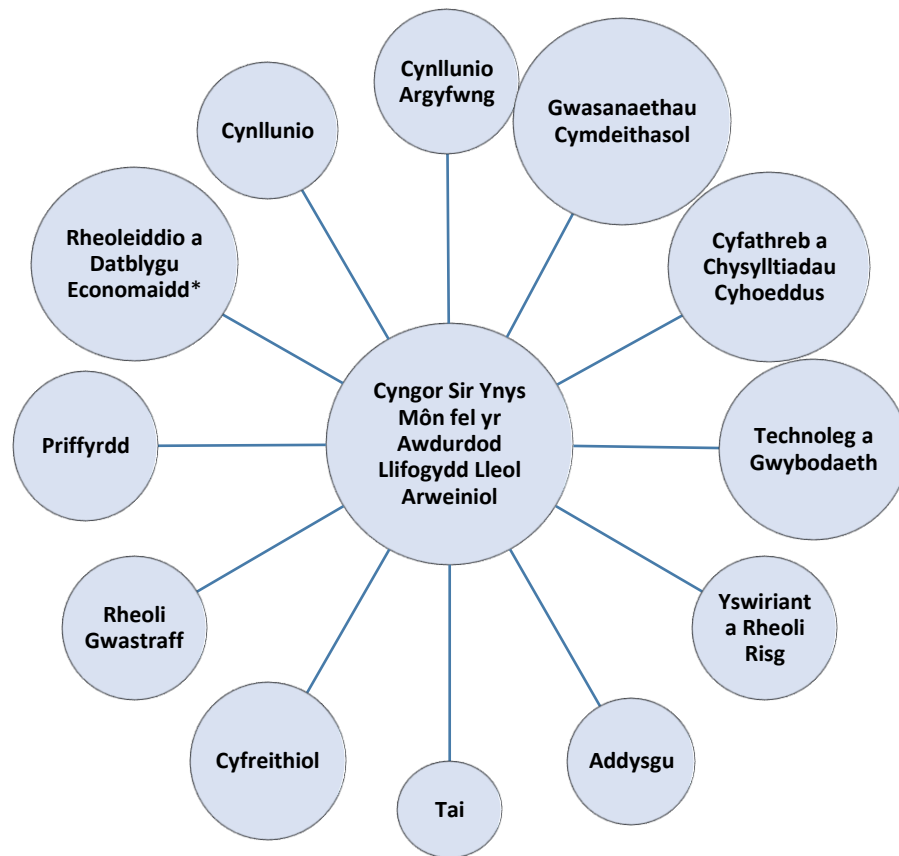 Cynllunio
Argyfwng
Gwasanaethau
Cymdeithasol
Cynllunio
Rheoleiddio a
Datblygu
Economaidd*
Cyfathreb a
Chysylltiadau
Cyhoeddus
Cyngor Sir Ynys
Môn fel yr
Awdurdod
Llifogydd Lleol
Arweiniol
Priffyrdd
Technoleg a
Gwybodaeth
Rheoli
Gwastraff
Yswiriant
a Rheoli
Risg
Cyfreithiol
Addysgu
Tai